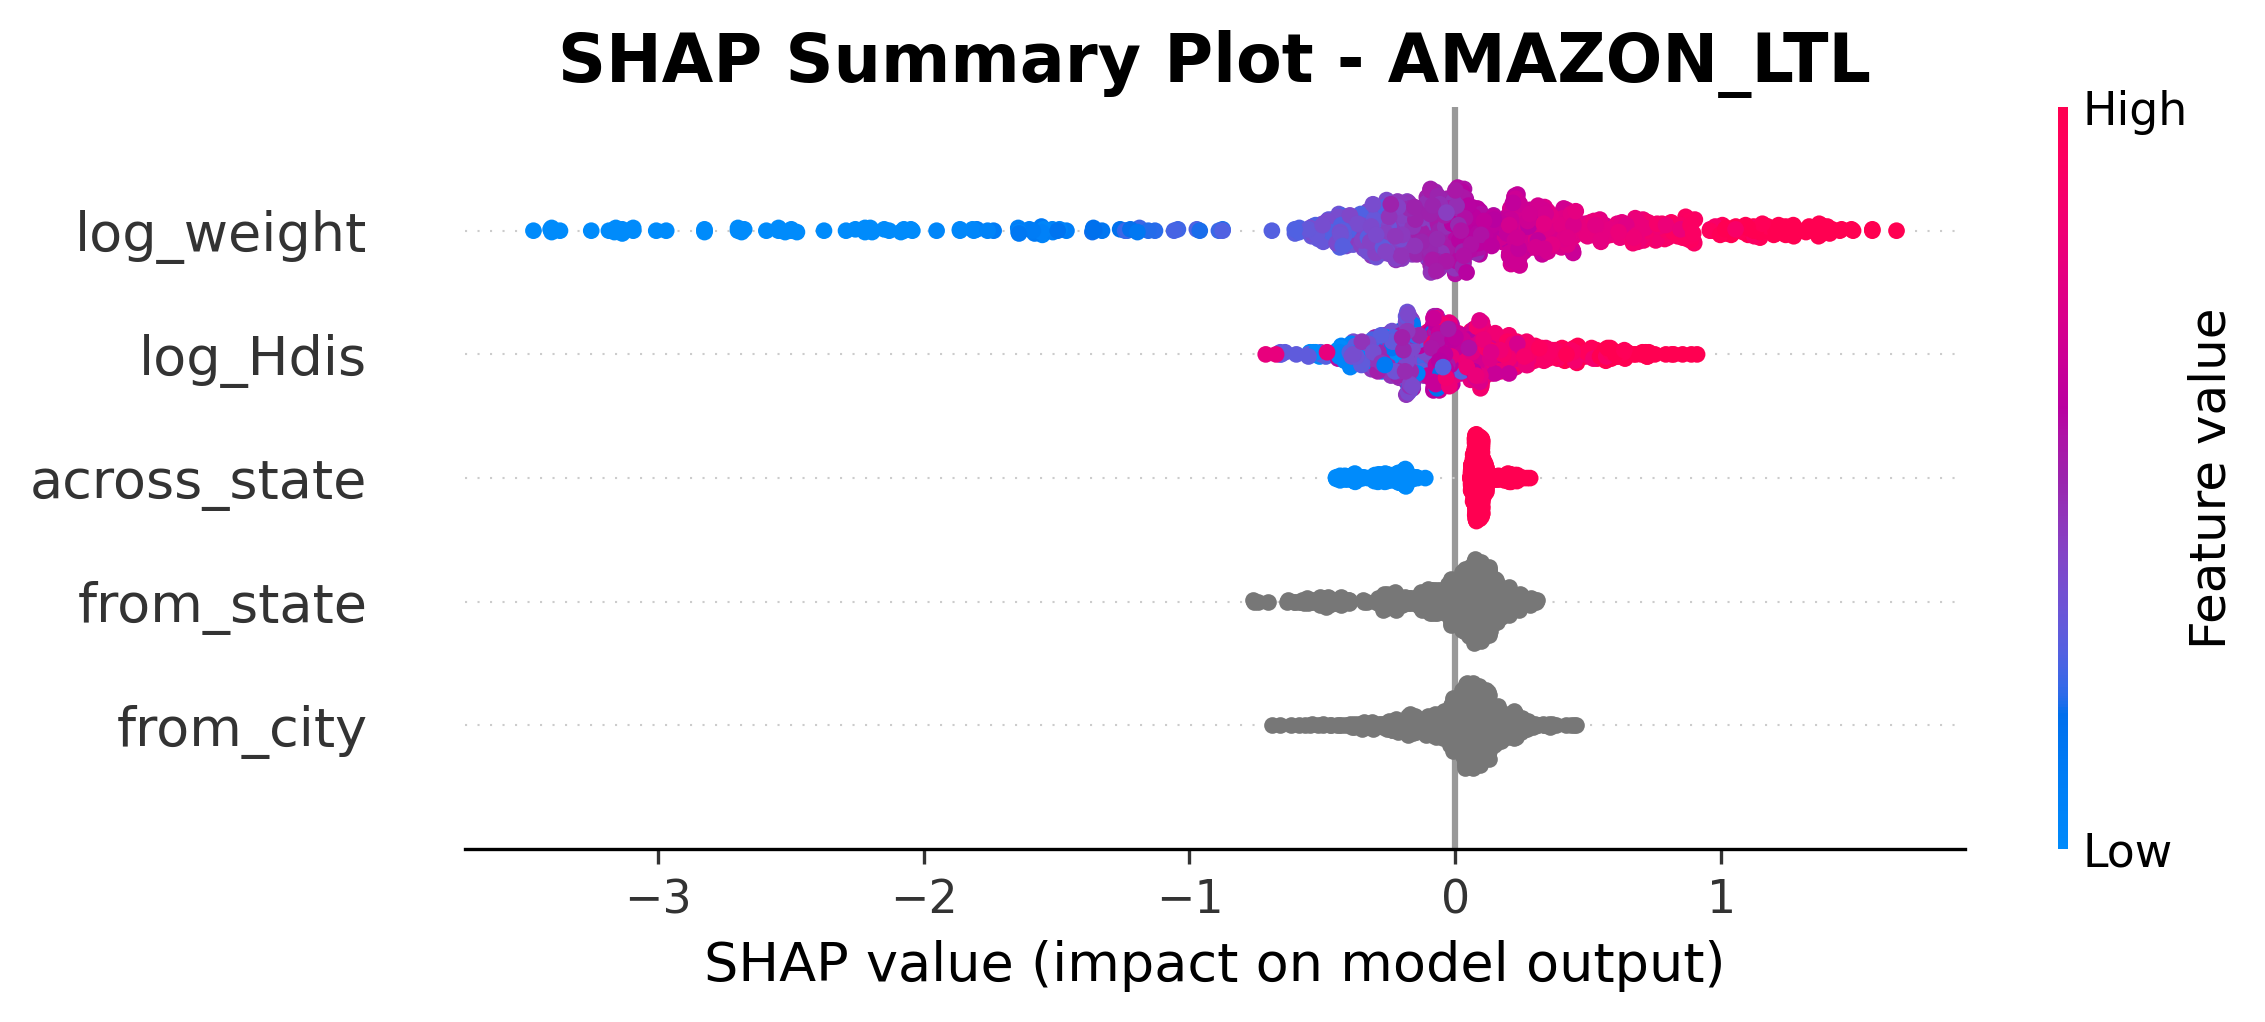 SHAP Summary Plot - AMAZON_LTL
High
log_weight
log_Hdis
across_state
from_state
from_city
Feature value
Low
−3 −2 −1 0 1
SHAP value (impact on model output)